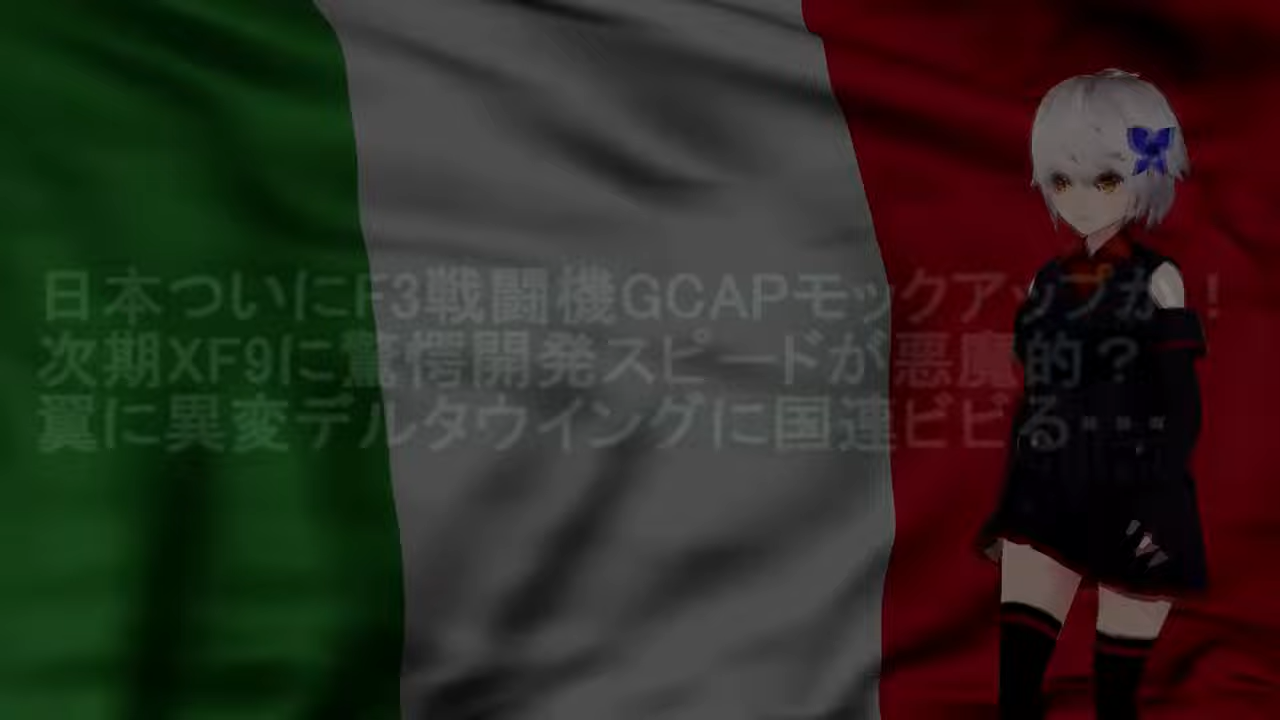 日本ついにF3戦闘機GCAPモックアップか！
次期XF9に驚愕開発スピードが悪魔的？
翼に異変デルタウイングに国連ビビる・・・